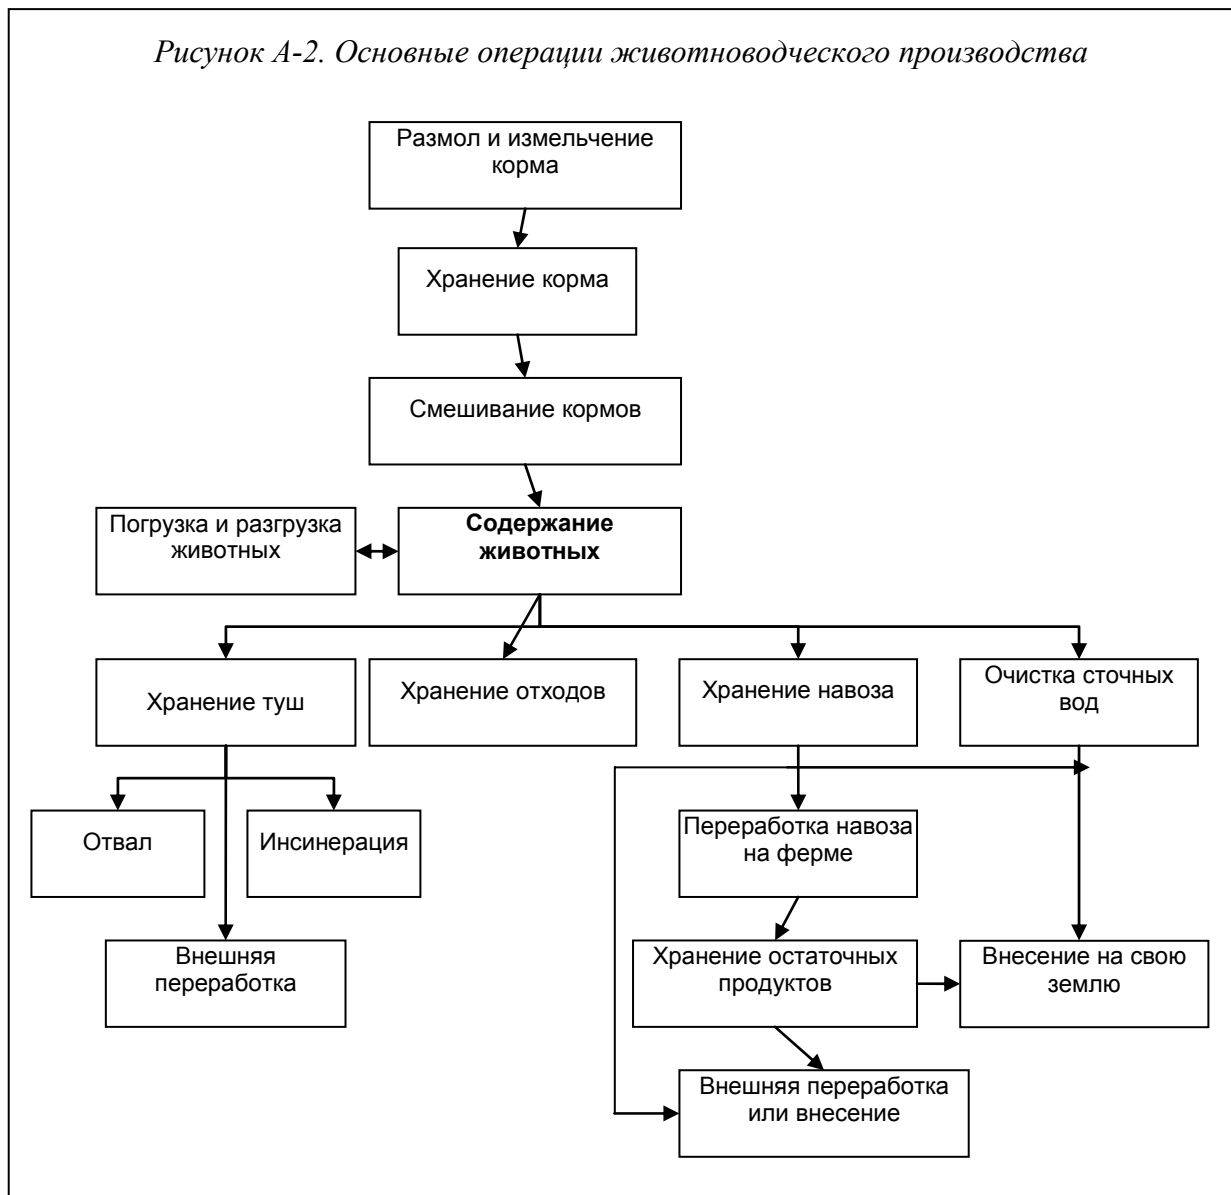 Рисунок А-2. Основные операции животноводческого производства
Размол и измельчение
корма
Хранение корма
Смешивание кормов
Погрузка и разгрузка
животных
Содержание
животных
Хранение туш
Хранение отходов
Хранение навоза
Очистка сточных
вод
Отвал
Инсинерация
Переработка навоза
на ферме
Внешняя
переработка
Хранение остаточных
продуктов
Внесение на свою
землю
Внешняя переработка
или внесение